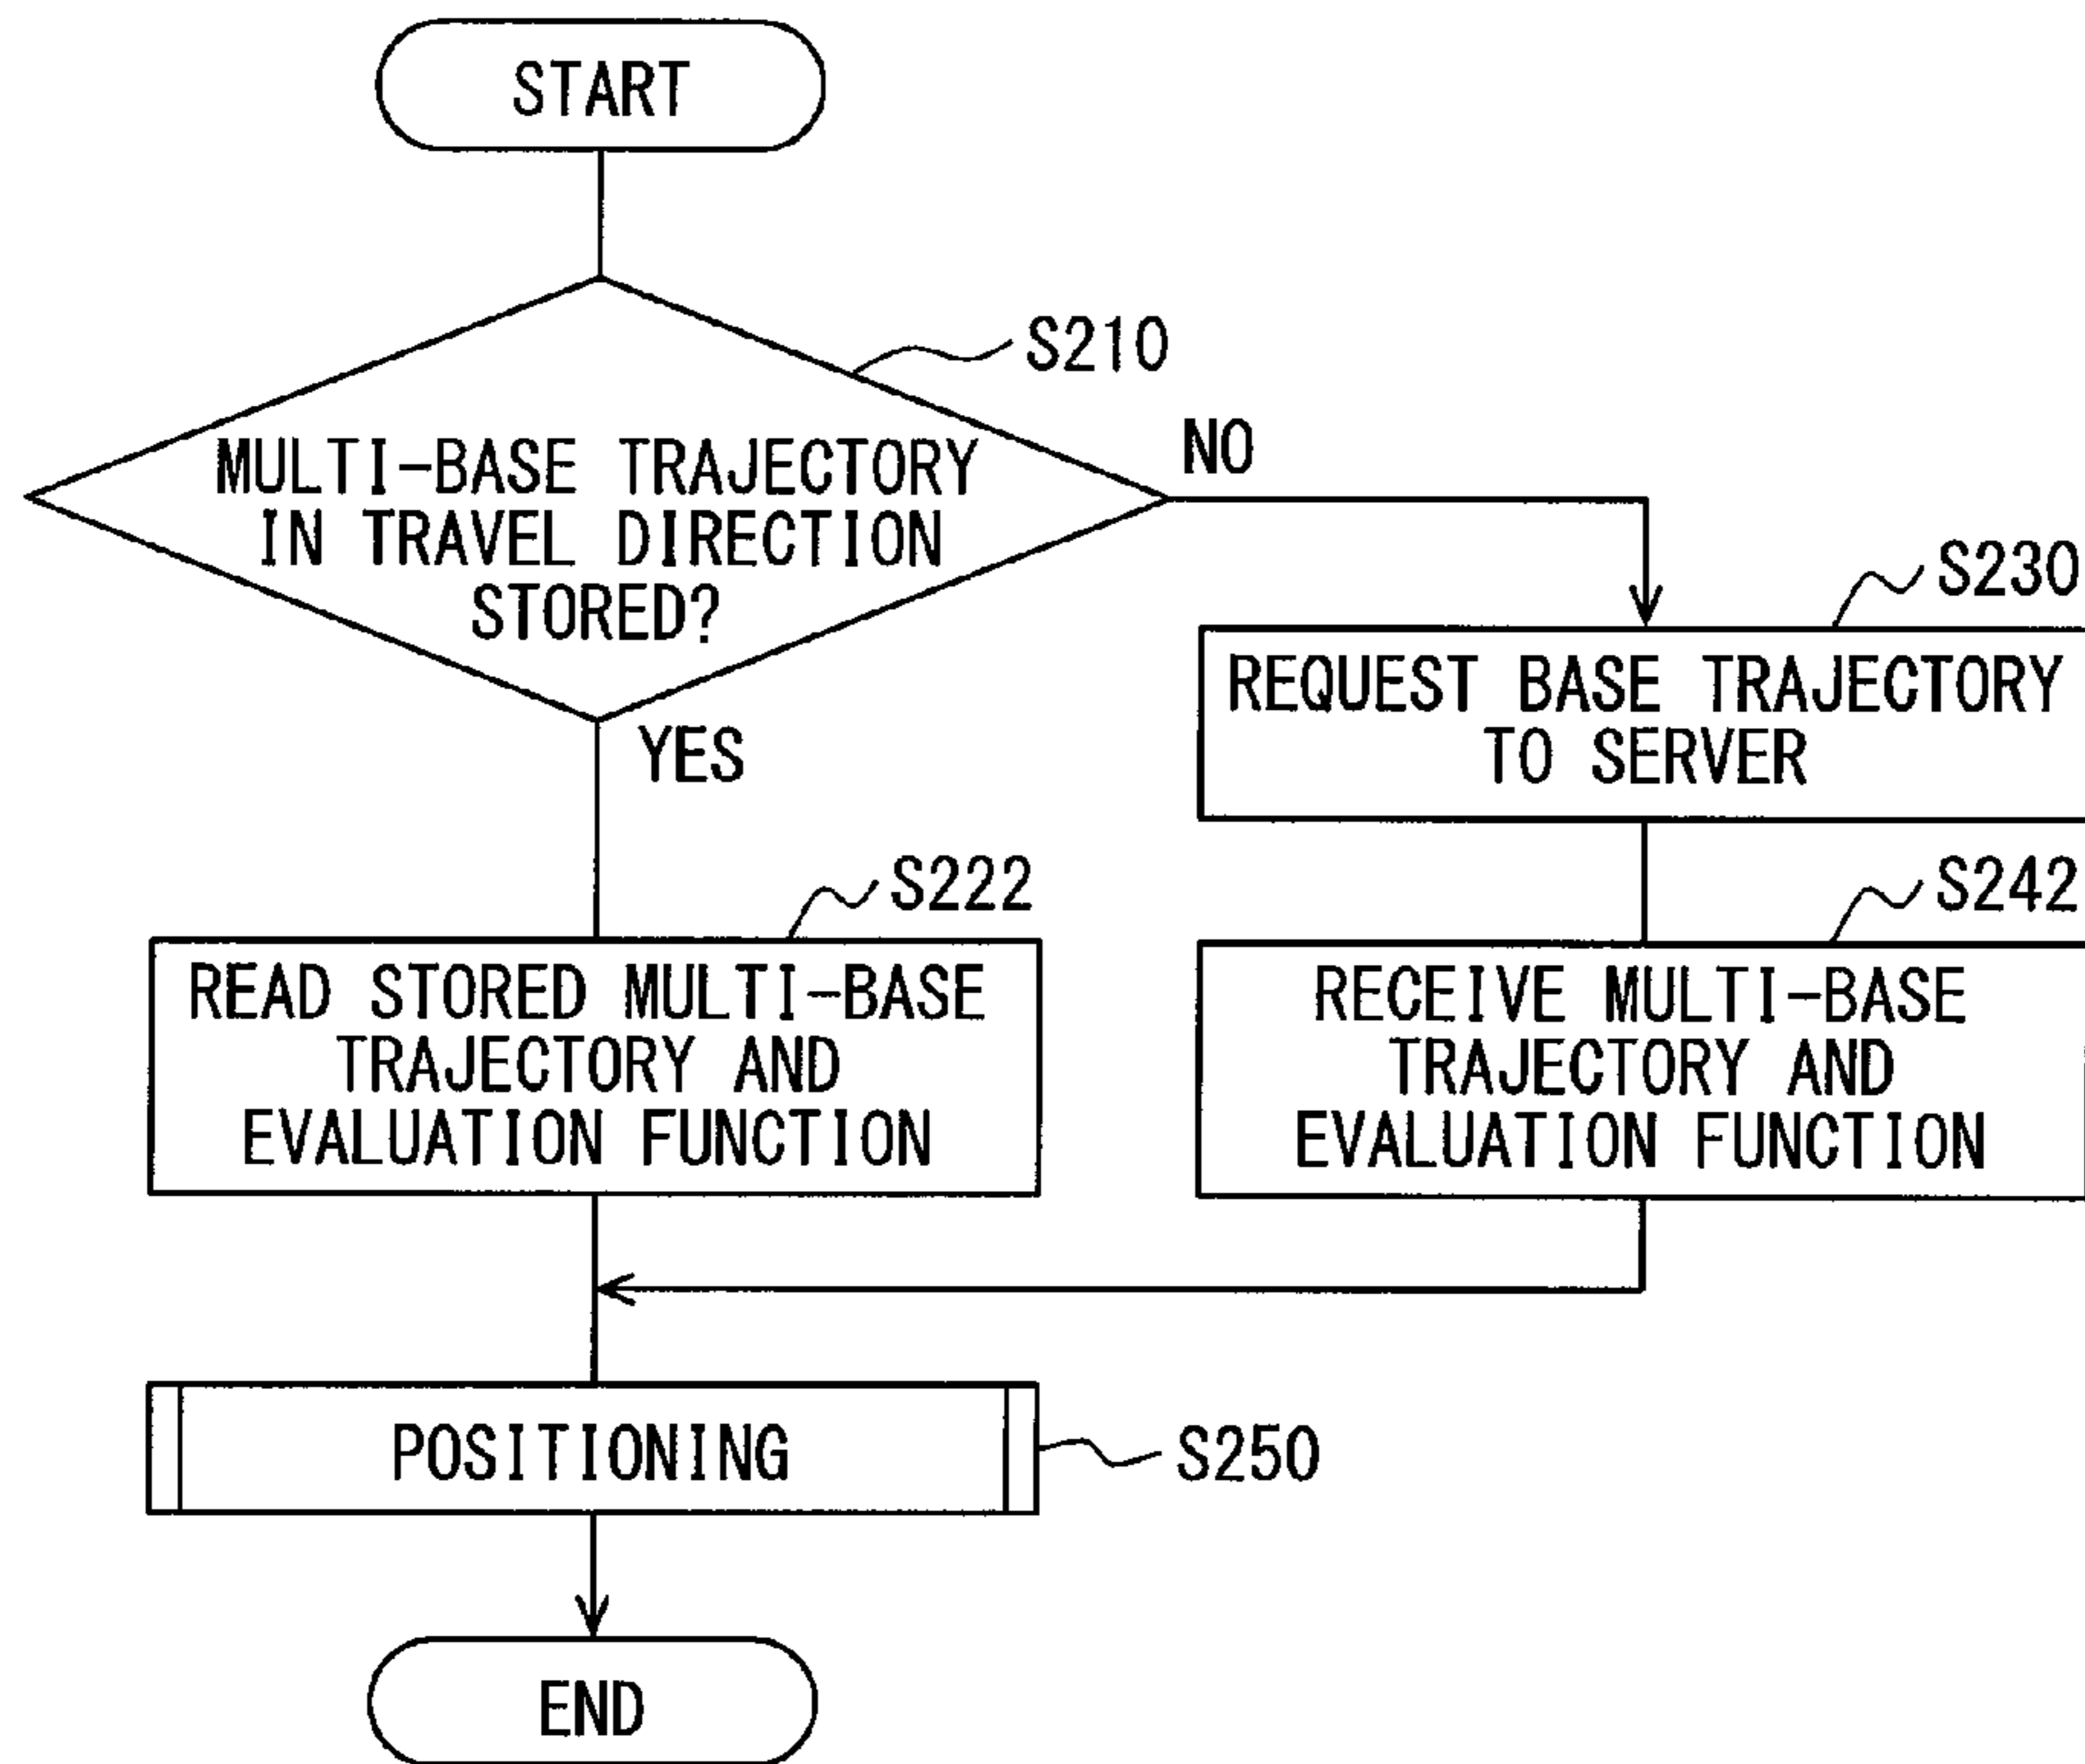 START
S210
MULTI-BASE TRAJECTORY
IN TRAVEL DIRECTION
STORED?
NO
YES
S230
REQUEST BASE TRAJECTORY
TO SERVER
S222
READ STORED MULTI-BASE
TRAJECTORY AND
EVALUATION FUNCTION
S242
RECEIVE MULTI-BASE
TRAJECTORY AND
EVALUATION FUNCTION
POSITIONING
S250
END